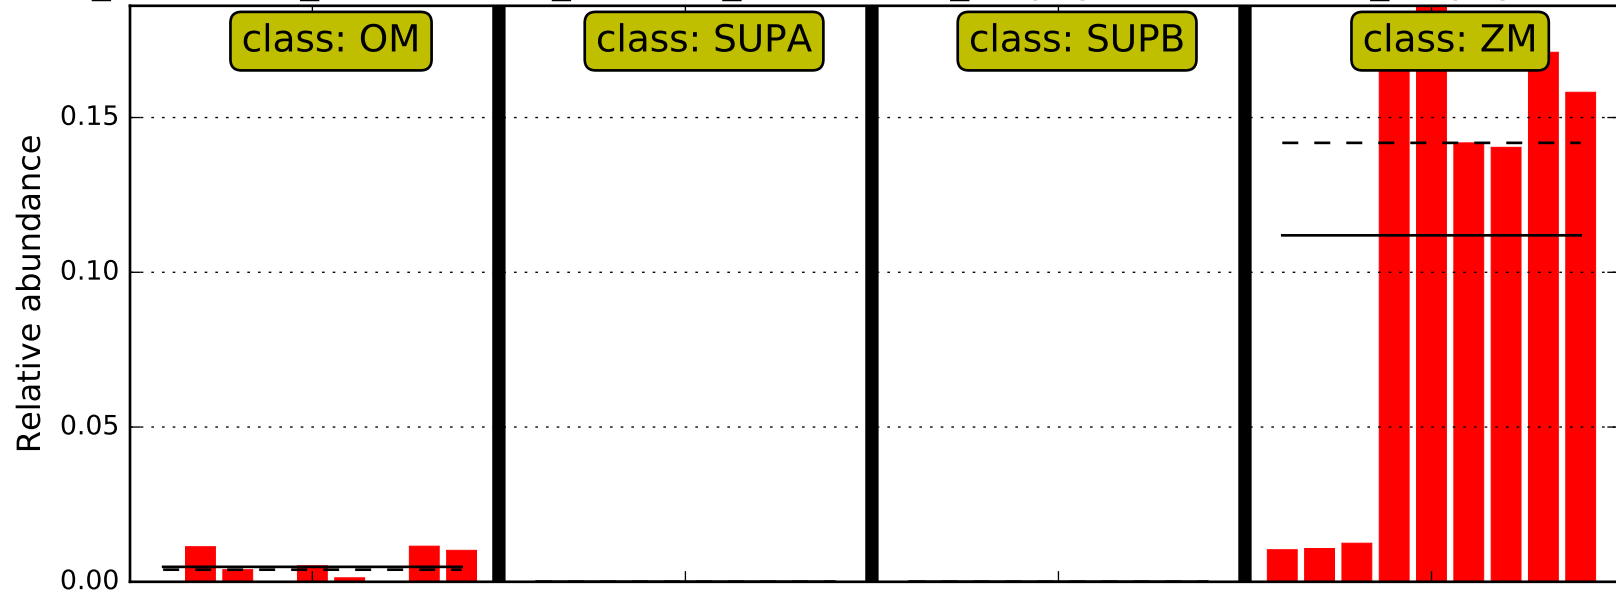 class: OM
class: SUPA
class: SUPB
class: ZM
Relative abundance
0.15
0.10
0.05
0.00